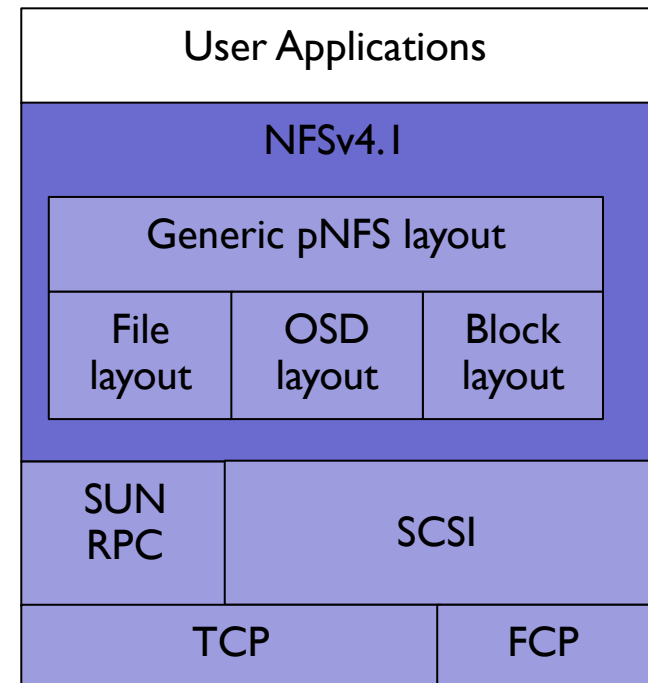 User Applications
NFSv4.1
Generic pNFS layout
File
layout
OSD
layout
Block
layout
SUN
RPC
SCSI
TCP
FCP